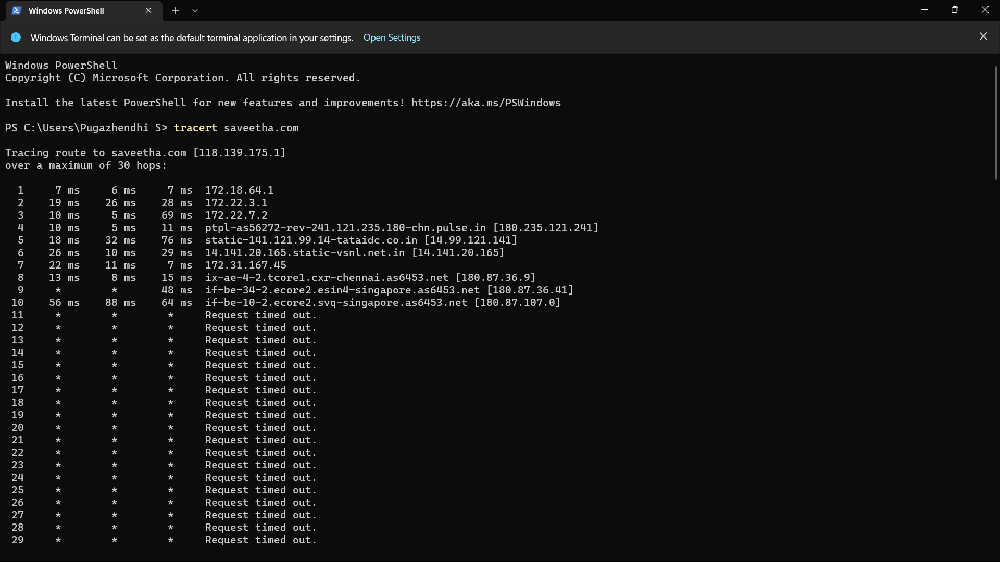 Windows PowerShell
Windows Terminal can be set as the default terminal application in your settings. Open Settings
Windows PowerShell
Copyright (C) Microsoft Corporation. All rights reserved.
Install the latest PowerShell for new features and improvements! https://aka.ms/PSWindows
PS C:\Users\Pugazhendhi S> tracert saveetha.com
Tracing route to saveetha.com [118.139.175.1]
over a maximum of 30 hops:
1 7 ms 6 ms 7 ms 172.18.64.1
2 19 ms 26 ms 28 ms 172.22.3.1
3 10 ms 5 ms 69 ms 172.22.7.2
4 10 ms 5 ms 11 ms ptpl-as56272-rev-241.121.235.180-chn.pulse.in [180.235.121.241]
5 18 ms 32 ms 76 ms static-141.121.99.14-tataidc.co.in [14.99.121.141]
6 26 ms 10 ms 29 ms 14.141.20.165.static-vsnl.net.in [14.141.20.165]
7 22 ms 11 ms 7 ms 172.31.167.45
8 13 ms 8 ms 15 ms ix-ae-4-2.tcore1.cxr-chennai.as6453.net [180.87.36.9]
9 * * 48 ms if-be-34-2.ecore2.esin4-singapore.as6453.net [180.87.36.41]
10 56 ms 88 ms 64 ms if-be-10-2.ecore2.svq-singapore.as6453.net [180.87.107.0]
11 * * * Request timed out.
12 * * * Request timed out.
13 * * * Request timed out.
14 * * * Request timed out.
15 * * * Request timed out.
16 * * * Request timed out.
17 * * * Request timed out.
18 * * * Request timed out.
19 * * * Request timed out.
20 * * * Request timed out.
21 * * * Request timed out.
22 * * * Request timed out.
23 * * * Request timed out.
24 * * * Request timed out.
25 * * * Request timed out.
26 * * * Request timed out.
27 * * * Request timed out.
28 * * * Request timed out.
29 * * * Request timed out.